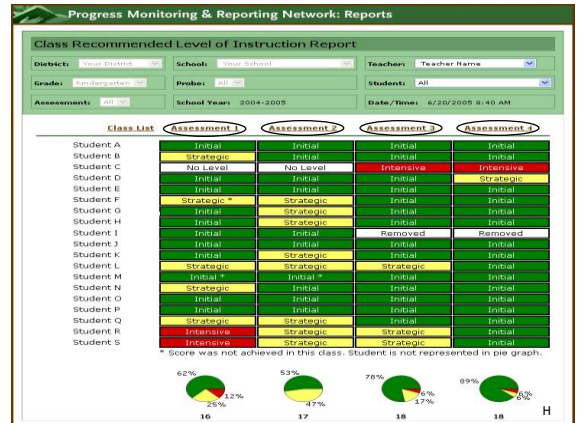 Progress Monitoring & Reporting Network: Reports
Class Recommended Level of Instruction Report
District: Your District School: Your School Teacher: Teacher Name
Grade: Kindergarten Probe: All Student: All
Assessment: All School Year: 2004-2005 Date/Time: 6/20/2005 8:40 AM
Class List Assessment 1 Assessment 2 Assessment 3 Assessment 4
Student A Initial Initial Initial Initial
Student B Strategic Initial Initial Initial
Student C No Level No Level Intensive Intensive
Student D Initial Initial Initial Strategic
Student E Initial Initial Initial Initial
Student F Strategic * Strategic Initial Initial
Student G Initial Strategic Initial Initial
Student H Initial Strategic Initial Initial
Student I Initial Initial Removed Removed
Student J Initial Initial Initial Initial
Student K Initial Strategic Initial Initial
Student L Strategic Strategic Strategic Initial
Student M Initial * Initial * Initial Initial
Student N Strategic Initial Initial Initial
Student O Initial Initial Initial Initial
Student P Initial Initial Initial Initial
Student Q Strategic Strategic Initial Initial
Student R Intensive Strategic Strategic Initial
Student S Intensive Strategic Strategic Initial
* Score was not achieved in this class. Student is not represented in pie graph.
62% 53% 78% 89%
12% 6% 6%
25% 47% 17% 6%
16 17 18 18 H